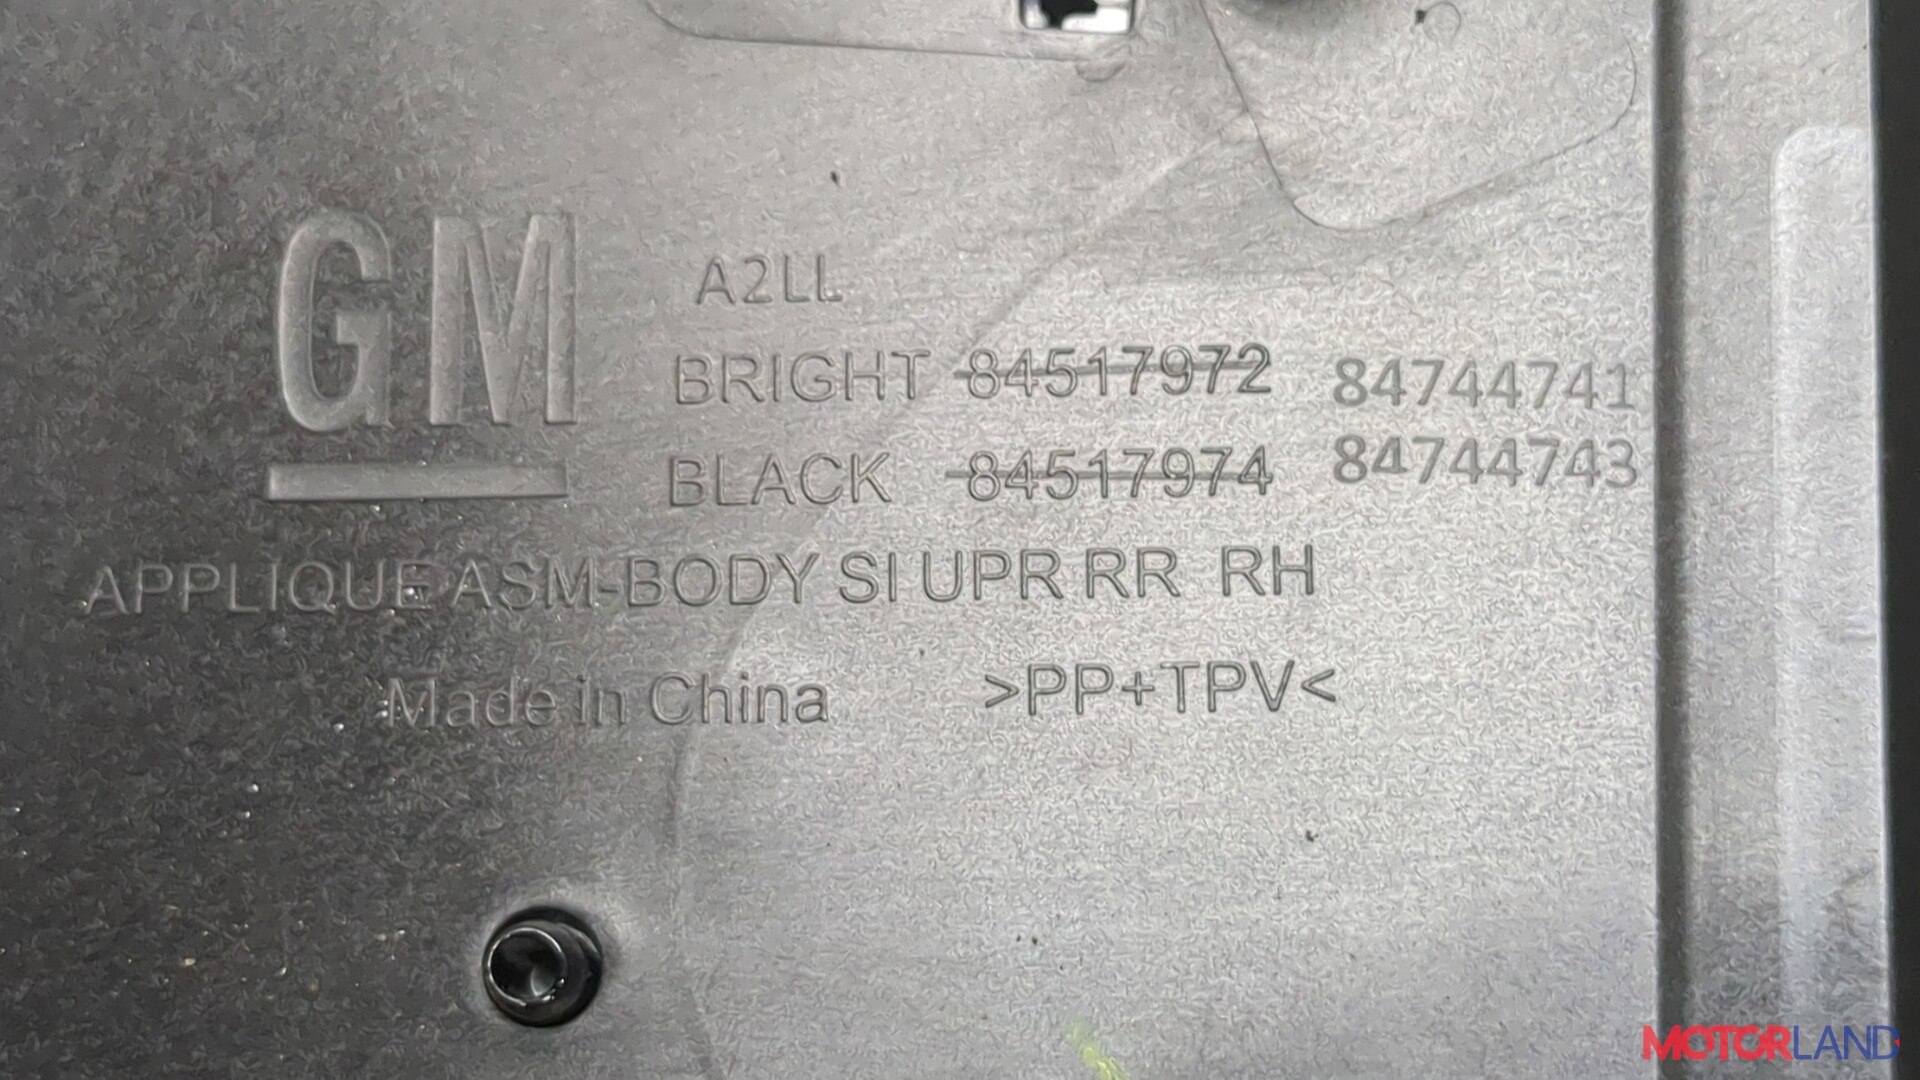 GM
A2LL
BRIGHT 84517972 84744741
BLACK 84517974 84744743
APPLIQUE ASM-BODY SI UPR RR RH
Made in China >PP+TPV<
MOTORLAND